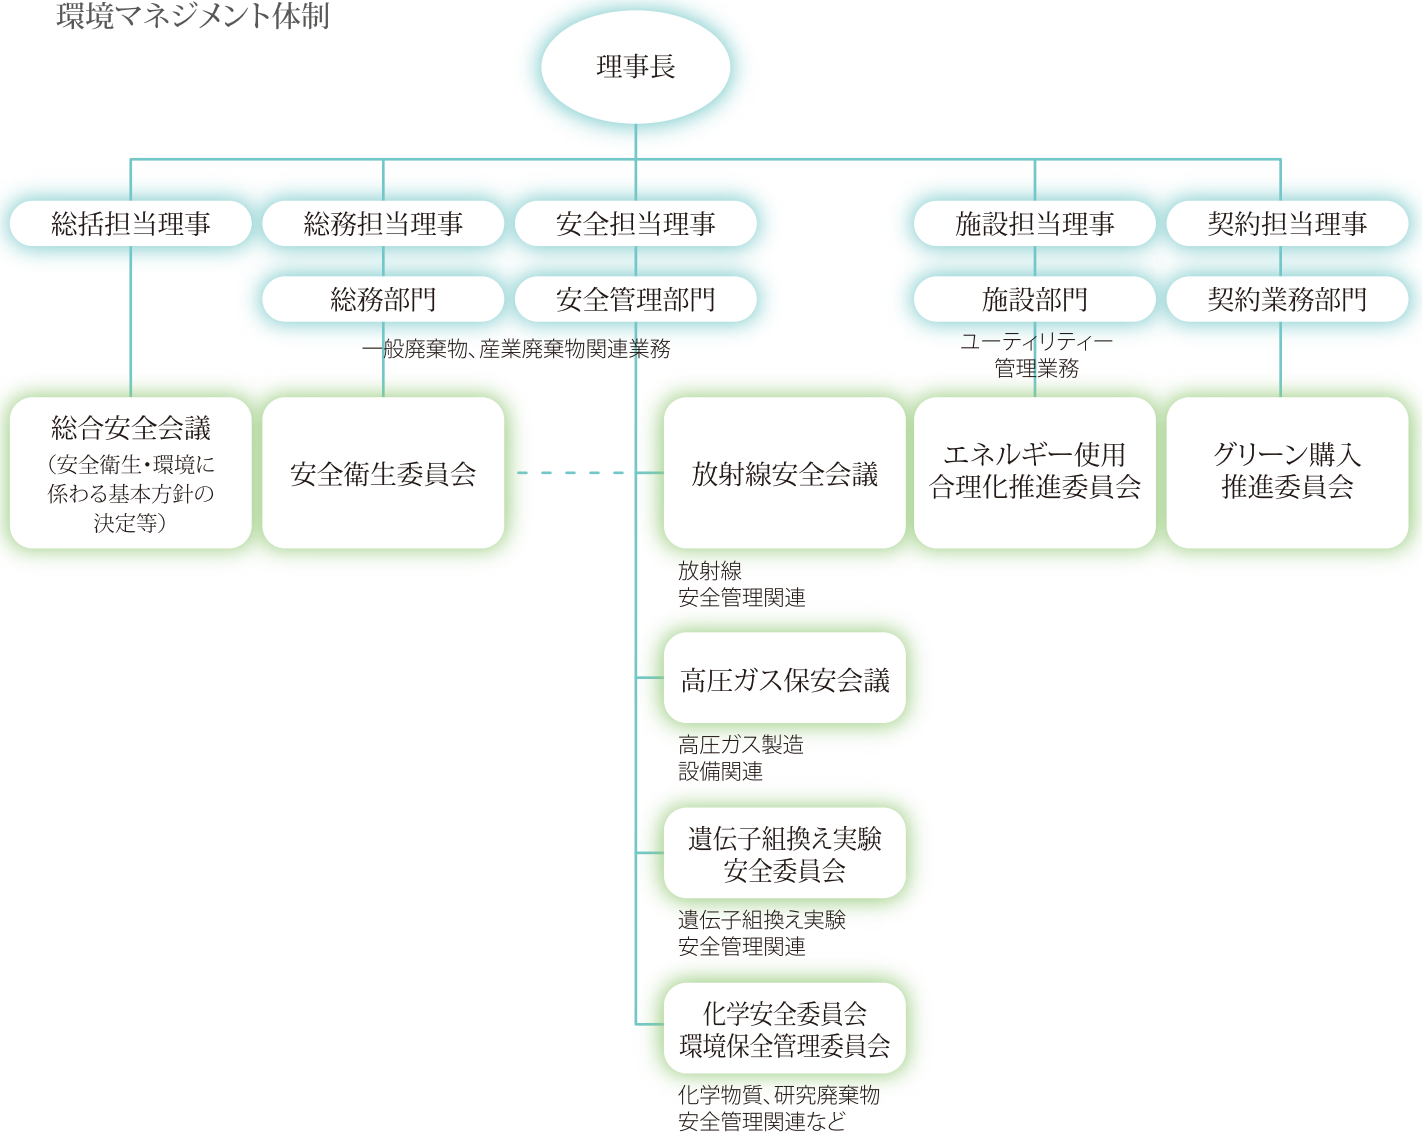 環境マネジメント体制
理事長
総括担当理事
総務担当理事
安全担当理事
施設担当理事
契約担当理事
総務部門
安全管理部門
施設部門
契約業務部門
一般廃棄物、産業廃棄物関連業務
ユーティリティー
管理業務
総合安全会議
（安全衛生・環境に
係わる基本方針の
決定等）
安全衛生委員会
放射線安全会議
エネルギー使用
合理化推進委員会
グリーン購入
推進委員会
放射線
安全管理関連
高圧ガス保安会議
高圧ガス製造
設備関連
遺伝子組換え実験
安全委員会
遺伝子組換え実験
安全管理関連
化学安全委員会
環境保全管理委員会
化学物質、研究廃棄物
安全管理関連など